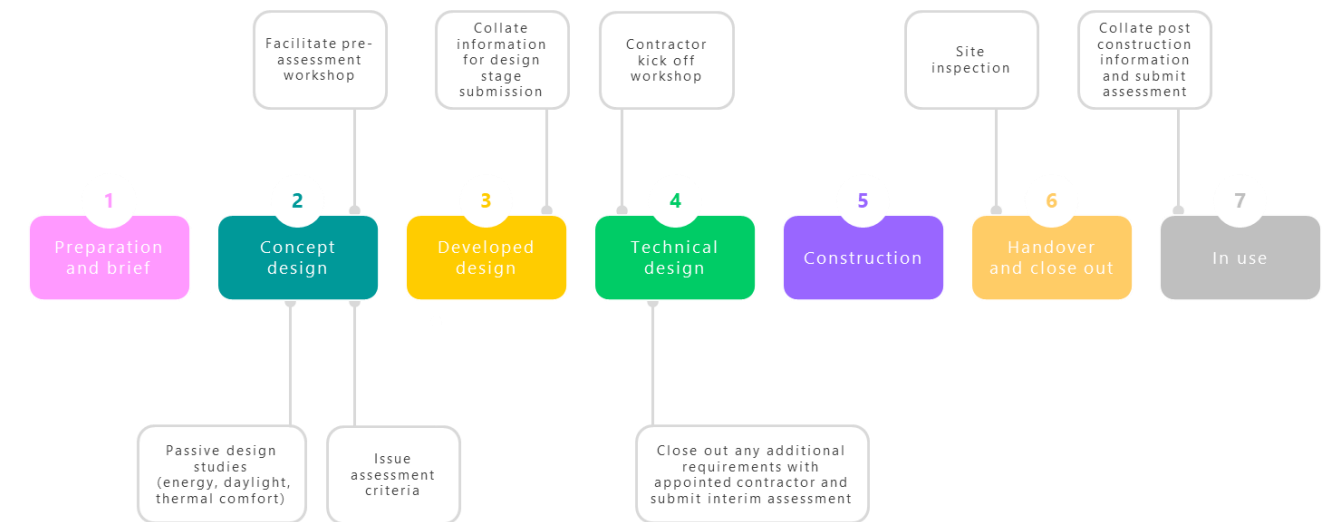 Facilitate pre-
assessment
workshop
Collate
information
for design
stage
submission
Contractor
kick off
workshop
Site
inspection
Collate post
construction
information
and submit
assessment
1
2
3
4
5
6
7
Preparation
and brief
Concept
design
Developed
design
Technical
design
Construction
Handover
and close out
In use
Passive design
studies
(energy, daylight,
thermal comfort)
Issue
assessment
criteria
Close out any additional
requirements with
appointed contractor and
submit interim assessment